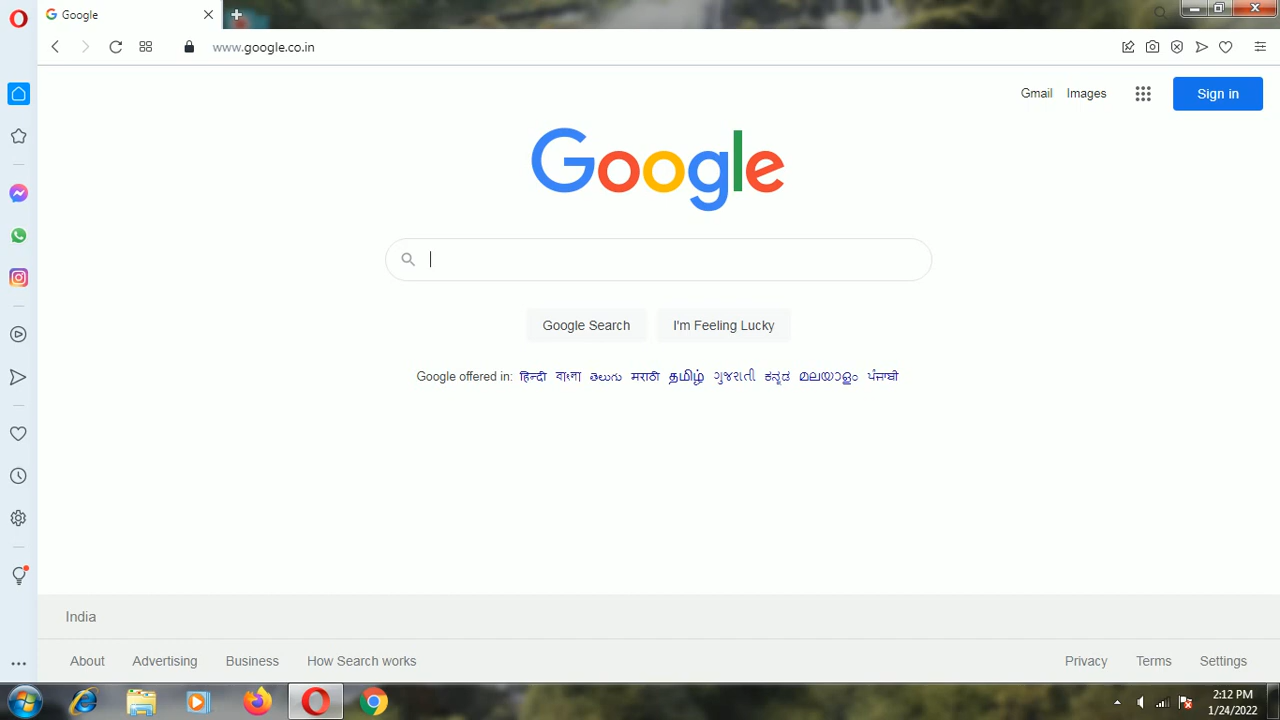 Google
www.google.co.in
Gmail Images Sign in
Google
Google Search I'm Feeling Lucky
Google offered in: हिन्दी বাংলা తెలుగు मराठी தமிழ் ગુજરાતી ಕನ್ನಡ മലയാളം ਪੰਜਾਬੀ
India
About Advertising Business How Search works Privacy Terms Settings
2:12 PM
1/24/2022